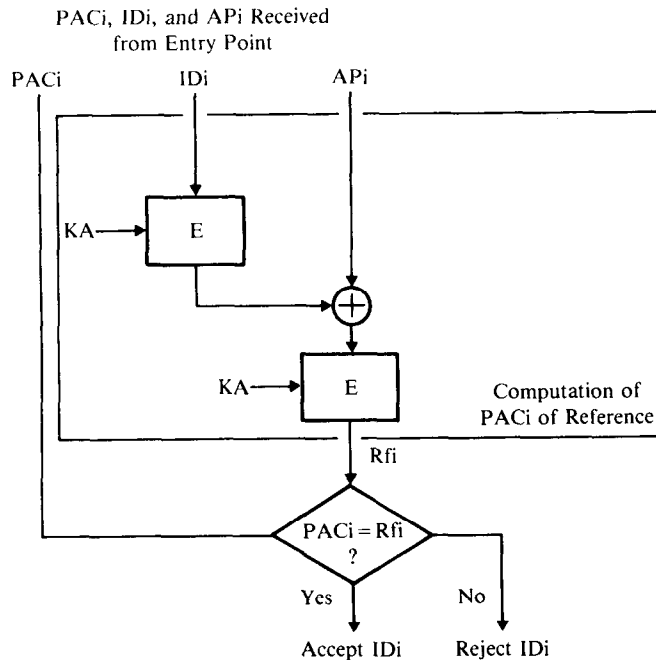 PACi, IDi, and APi Received
from Entry Point
PACi
IDi
APi
KA
E
+
KA
E
Computation of
PACi of Reference
Rfi
PACi = Rfi
?
Yes
No
Accept IDi
Reject IDi